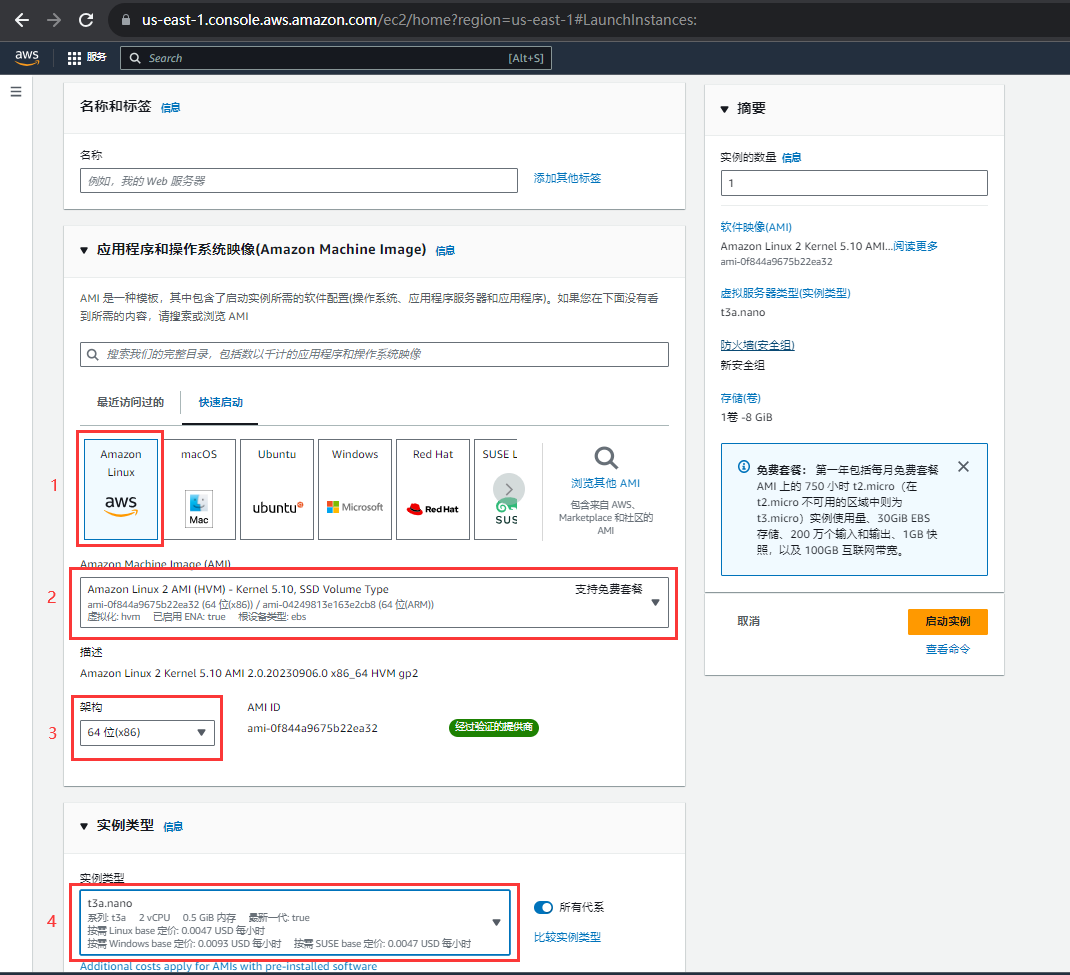 us-east-1.console.aws.amazon.com/ec2/home?region=us-east-1#LaunchInstances:
aws
服务
Search
[Alt+S]
名称和标签 信息
名称
例如，我的 Web 服务器
添加其他标签
应用程序和操作系统映像(Amazon Machine Image) 信息
AMI 是一种模板，其中包含了启动实例所需的软件配置(操作系统、应用程序服务器和应用程序)。如果您在下面没有看
到所需的内容，请搜索或浏览 AMI
搜索我们的完整目录，包括数以千计的应用程序和操作系统映像
最近访问过的
快速启动
1
Amazon
Linux
aws
macOS
Mac
Ubuntu
ubuntu
Windows
Microsoft
Red Hat
Red Hat
SUSE L
SUS
浏览其他 AMI
包含来自 AWS、
Marketplace 和社区的
AMI
Amazon Machine Image (AMI)
2
Amazon Linux 2 AMI (HVM) - Kernel 5.10, SSD Volume Type
支持免费套餐
ami-0f844a9675b22ea32 (64 位(x86)) / ami-04249813e163e2cb8 (64 位(ARM))
虚拟化: hvm 已启用 ENA: true 根设备类型: ebs
描述
Amazon Linux 2 Kernel 5.10 AMI 2.0.20230906.0 x86_64 HVM gp2
3
架构
64 位(x86)
AMI ID
ami-0f844a9675b22ea32
经过验证的提供商
实例类型 信息
实例类型
4
t3a.nano
系列: t3a 2 vCPU 0.5 GiB 内存 最新一代: true
按需 Linux base 定价: 0.0047 USD 每小时
按需 Windows base 定价: 0.0093 USD 每小时 按需 SUSE base 定价: 0.0047 USD 每小时
所有代系
比较实例类型
Additional costs apply for AMIs with pre-installed software
摘要
实例的数量 信息
1
软件映像(AMI)
Amazon Linux 2 Kernel 5.10 AMI...阅读更多
ami-0f844a9675b22ea32
虚拟服务器类型(实例类型)
t3a.nano
防火墙(安全组)
新安全组
存储(卷)
1卷 -8 GiB
免费套餐： 第一年包括每月免费套餐
AMI 上的 750 小时 t2.micro（在
t2.micro 不可用的区域中则为
t3.micro）实例使用量、30GiB EBS
存储、200 万个输入和输出、1GB 快
照，以及 100GB 互联网带宽。
取消
启动实例
查看命令